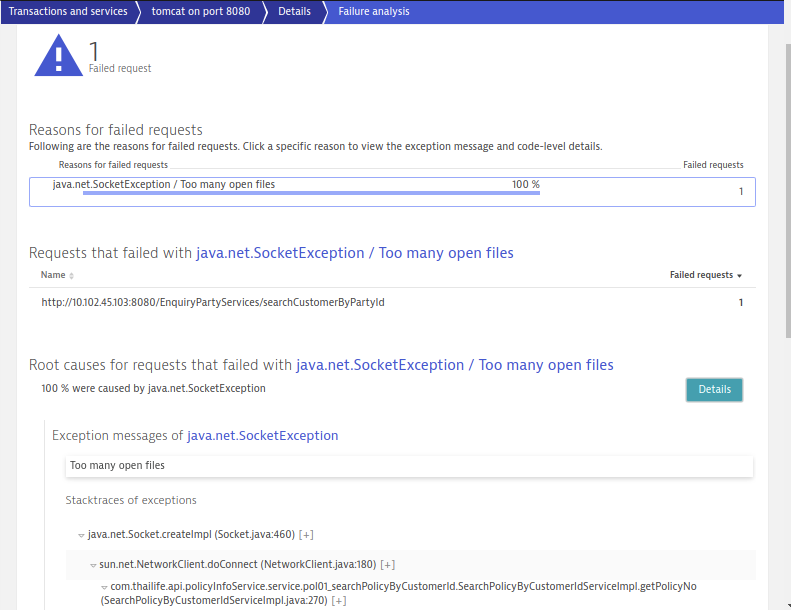 Transactions and services tomcat on port 8080 Details Failure analysis
1
Failed request
Reasons for failed requests
Following are the reasons for failed requests. Click a specific reason to view the exception message and code-level details.
Reasons for failed requests Failed requests
java.net.SocketException / Too many open files 100 % 1
Requests that failed with java.net.SocketException / Too many open files
Name Failed requests
http://10.102.45.103:8080/EnquiryPartyServices/searchCustomerByPartyId 1
Root causes for requests that failed with java.net.SocketException / Too many open files
100 % were caused by java.net.SocketException Details
Exception messages of java.net.SocketException
Too many open files
Stacktraces of exceptions
java.net.Socket.createImpl (Socket.java:460) [+]
sun.net.NetworkClient.doConnect (NetworkClient.java:180) [+]
com.thailife.api.policyInfoService.service.pol01_searchPolicyByCustomerId.SearchPolicyByCustomerIdServiceImpl.getPolicyNo
(SearchPolicyByCustomerIdServiceImpl.java:270) [+]